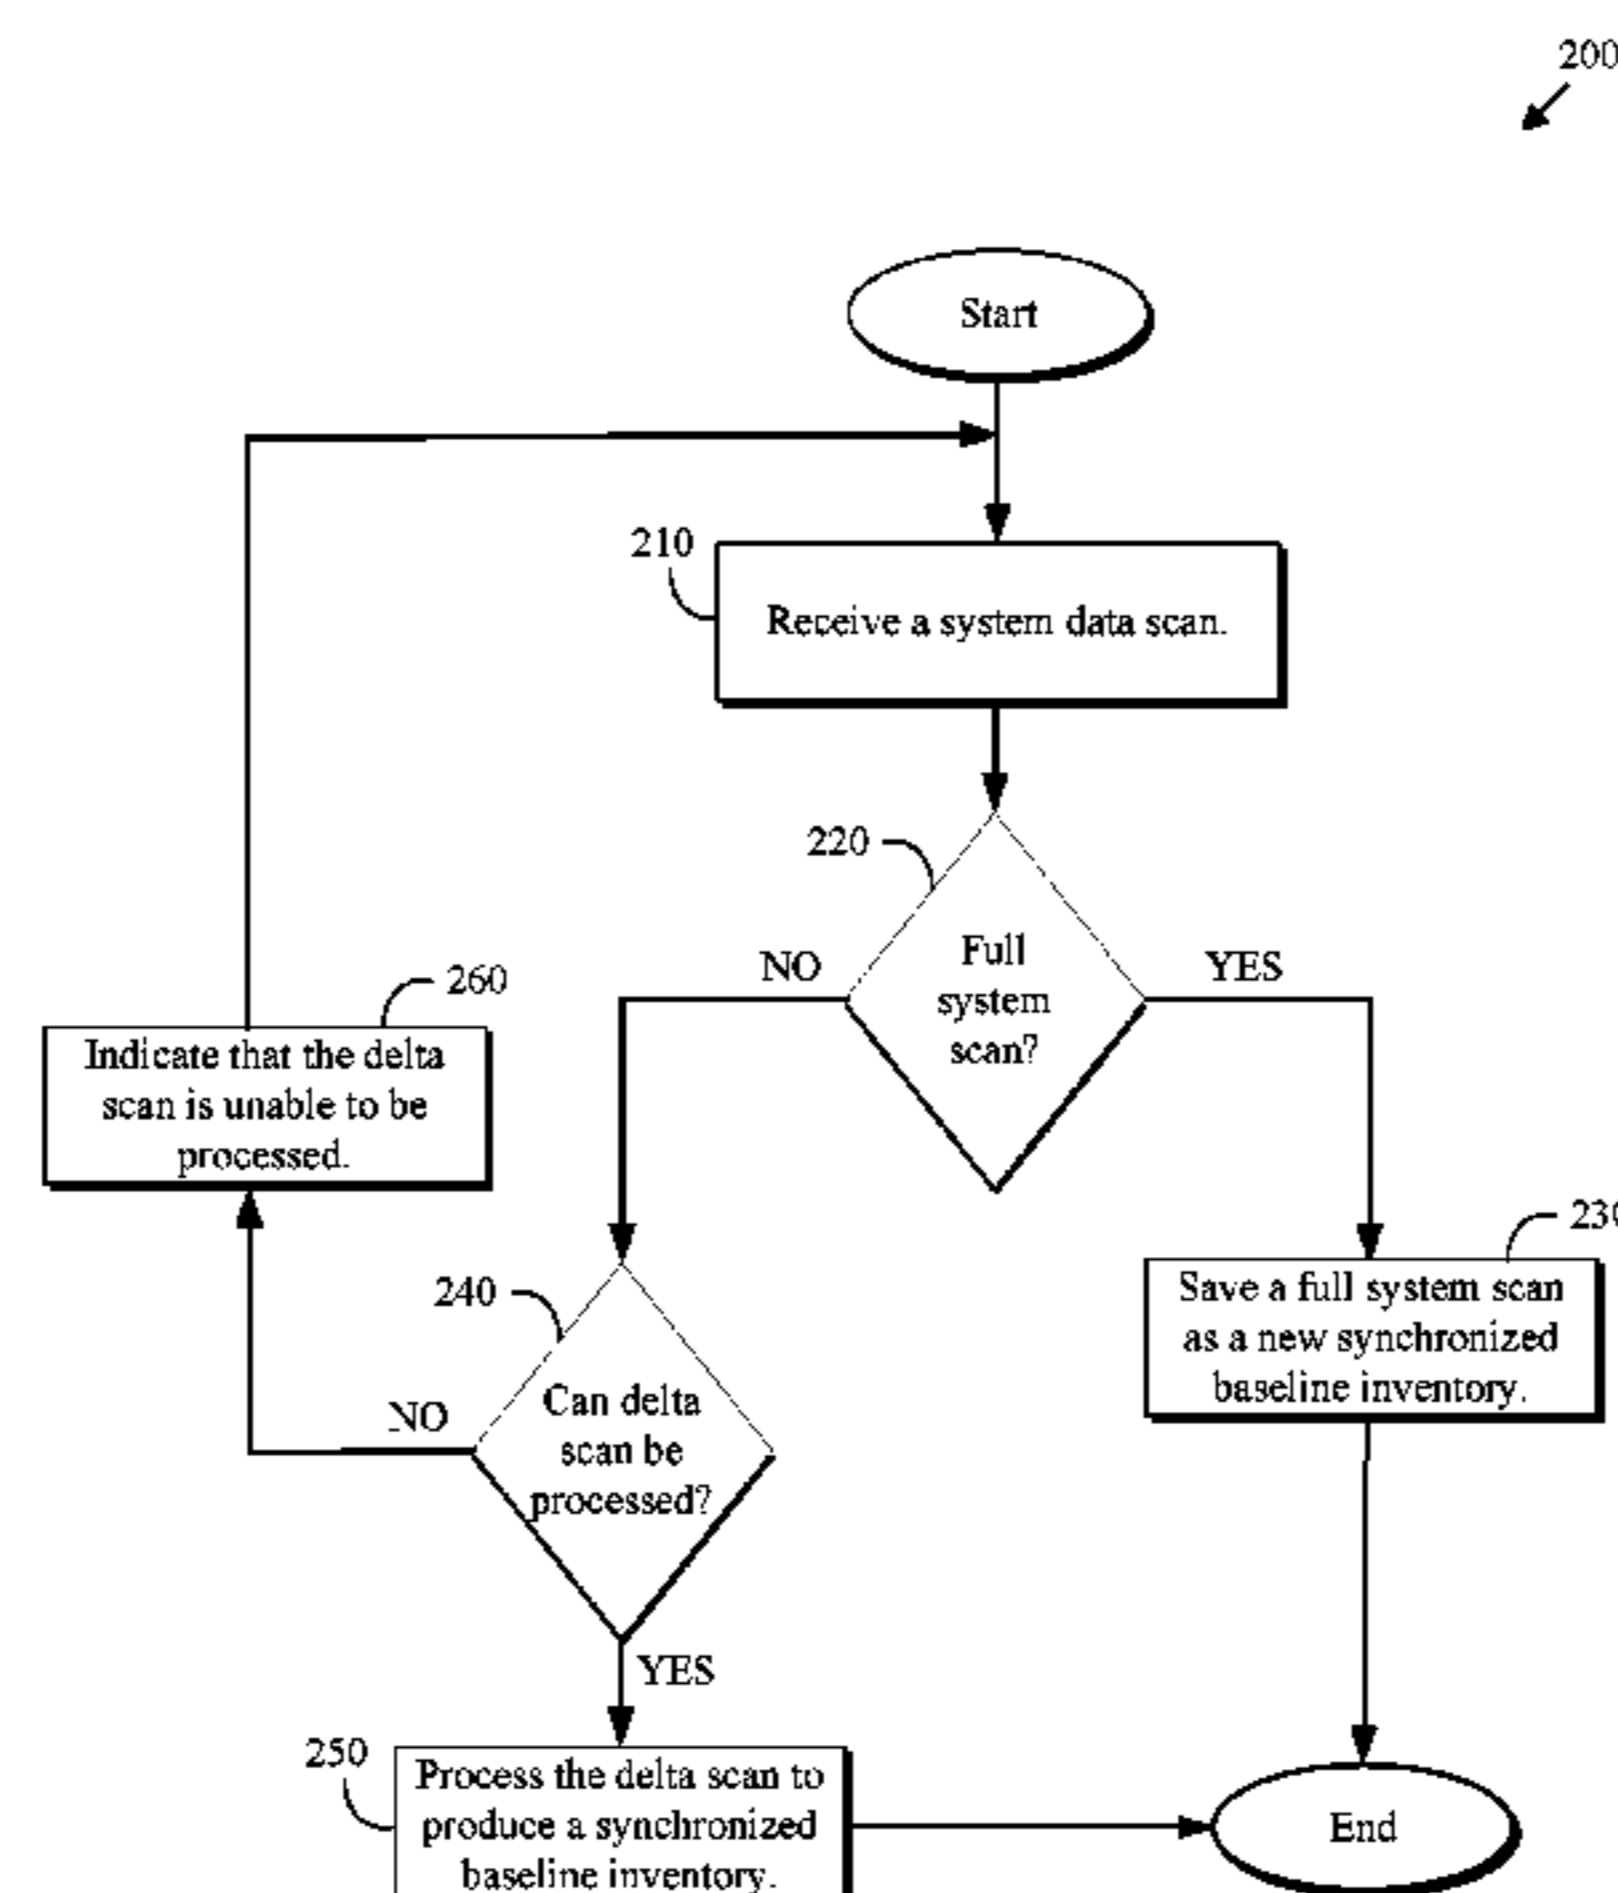 200
Start
210
Receive a system data scan.
220
Full
system
scan?
NO
YES
260
Indicate that the delta
scan is unable to be
processed.
230
Save a full system scan
as a new synchronized
baseline inventory.
240
Can delta
scan be
processed?
NO
YES
250
Process the delta scan to
produce a synchronized
baseline inventory.
End